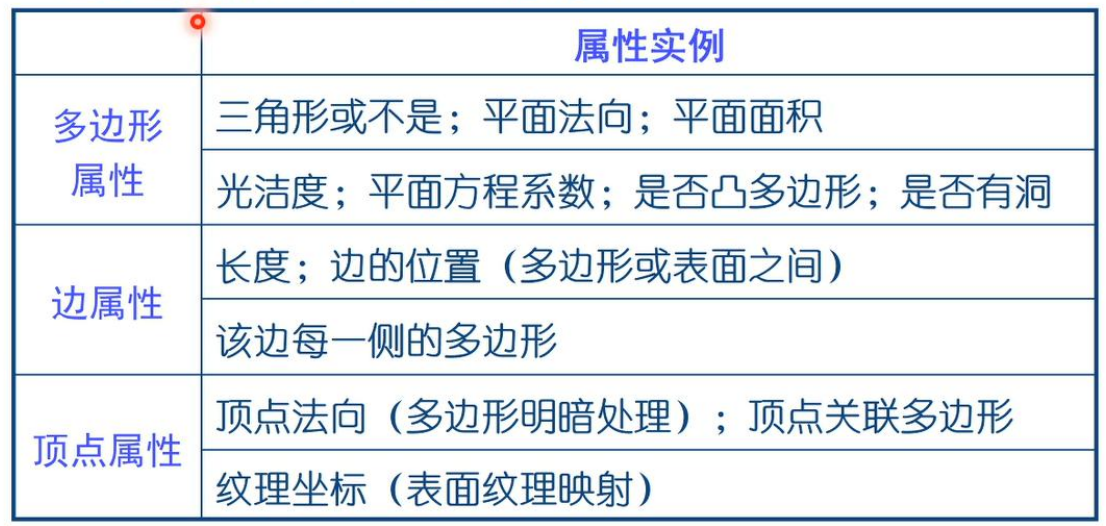 属性实例
多边形
属性
三角形或不是；平面法向；平面面积
光洁度；平面方程系数；是否凸多边形；是否有洞
边属性
长度；边的位置（多边形或表面之间）
该边每一侧的多边形
顶点属性
顶点法向（多边形明暗处理）；顶点关联多边形
纹理坐标（表面纹理映射）